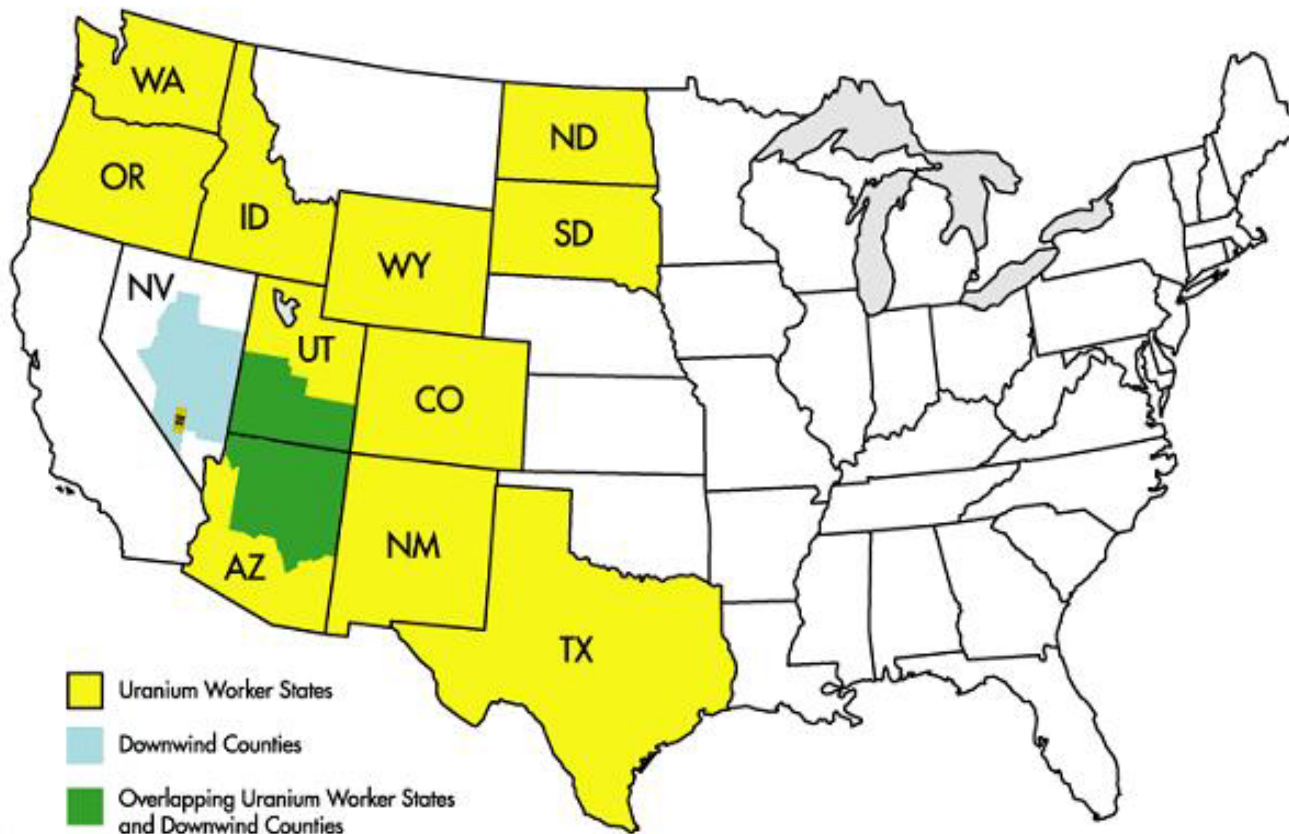 WA
ND
OR
ID
SD
WY
NV
UT
CO
NM
AZ
TX
Uranium Worker States
Downwind Counties
Overlapping Uranium Worker States
and Downwind Counties